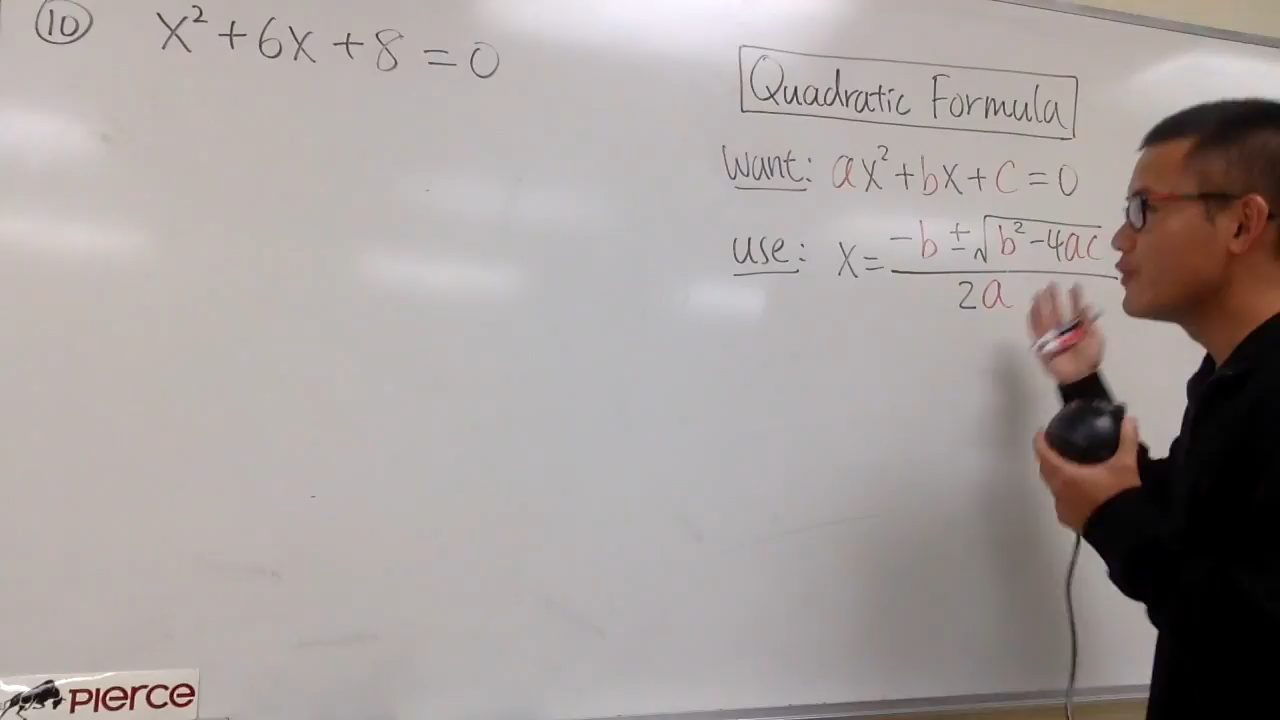 ⑩ x² + 6x + 8 = 0
Quadratic Formula
Want: ax² + bx + c = 0
use: x = (-b ± √(b² - 4ac)) / 2a
PIERCE